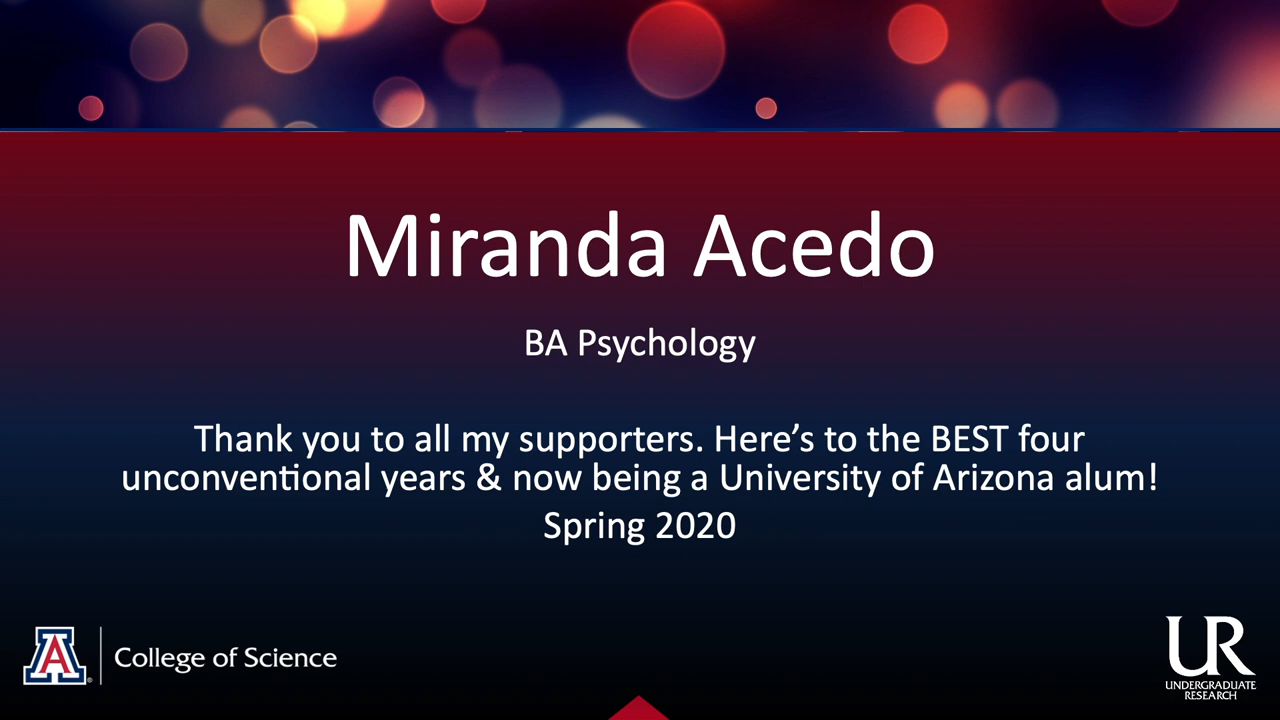 Miranda Acedo
BA Psychology
Thank you to all my supporters. Here’s to the BEST four
unconventional years & now being a University of Arizona alum!
Spring 2020
A
College of Science
UR
UNDERGRADUATE
RESEARCH